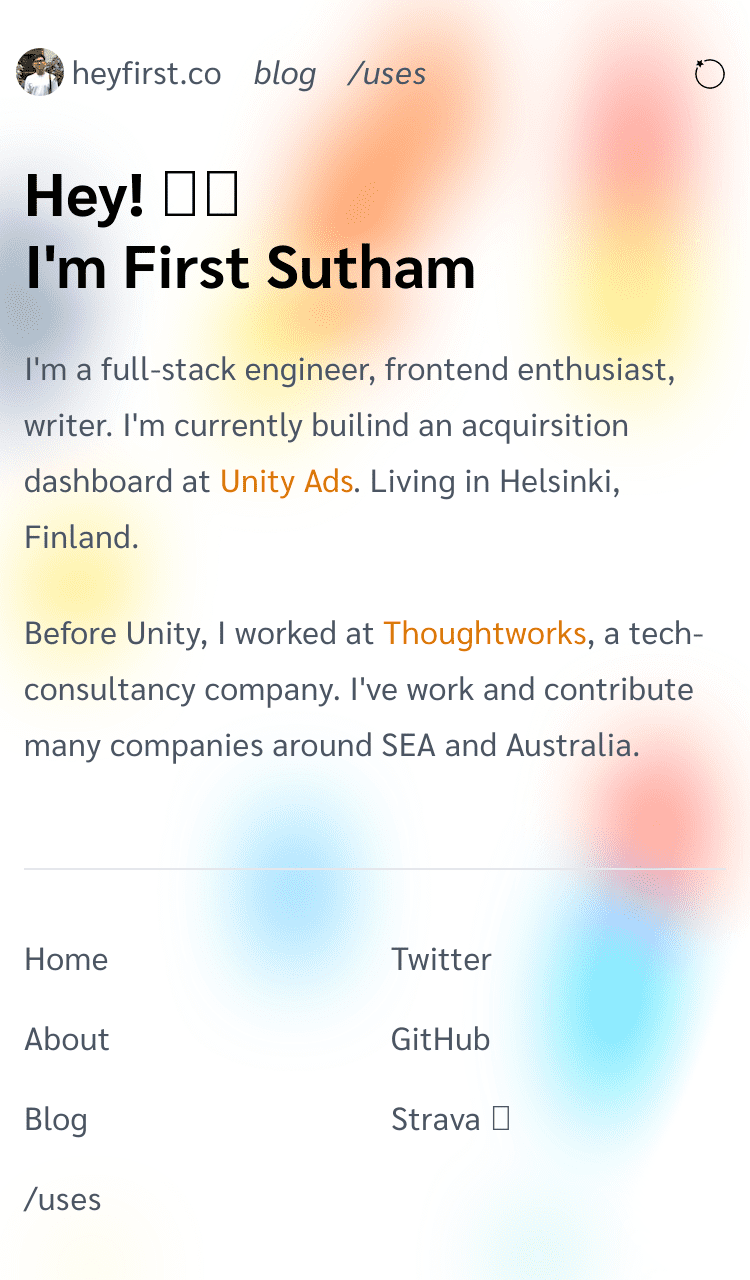 heyfirst.co blog /uses
Hey! 
I'm First Sutham
I'm a full-stack engineer, frontend enthusiast,
writer. I'm currently builind an acquirsition
dashboard at Unity Ads. Living in Helsinki,
Finland.
Before Unity, I worked at Thoughtworks, a tech-
consultancy company. I've work and contribute
many companies around SEA and Australia.
Home
Twitter
About
GitHub
Blog
Strava
/uses